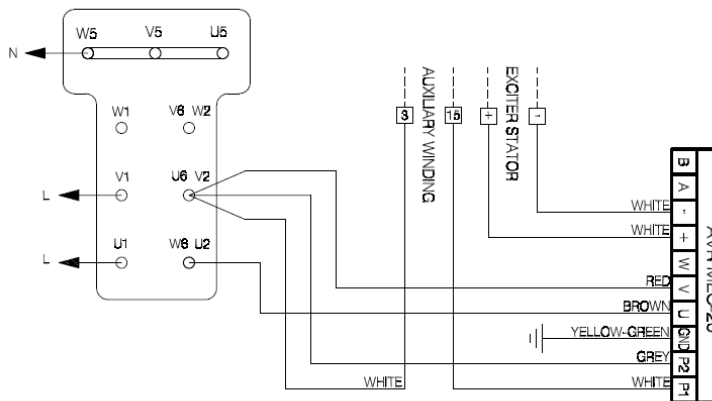 W5 V5 U5
N
W1 V6 W2
L V1 U6 V2
L U1 W6 U2
3
AUXILIARY WINDING
15
+
EXCITER STATOR
-
B
A
WHITE -
WHITE +
W
RED V
BROWN U
YELLOW-GREEN GND
GREY P2
WHITE
WHITE P1